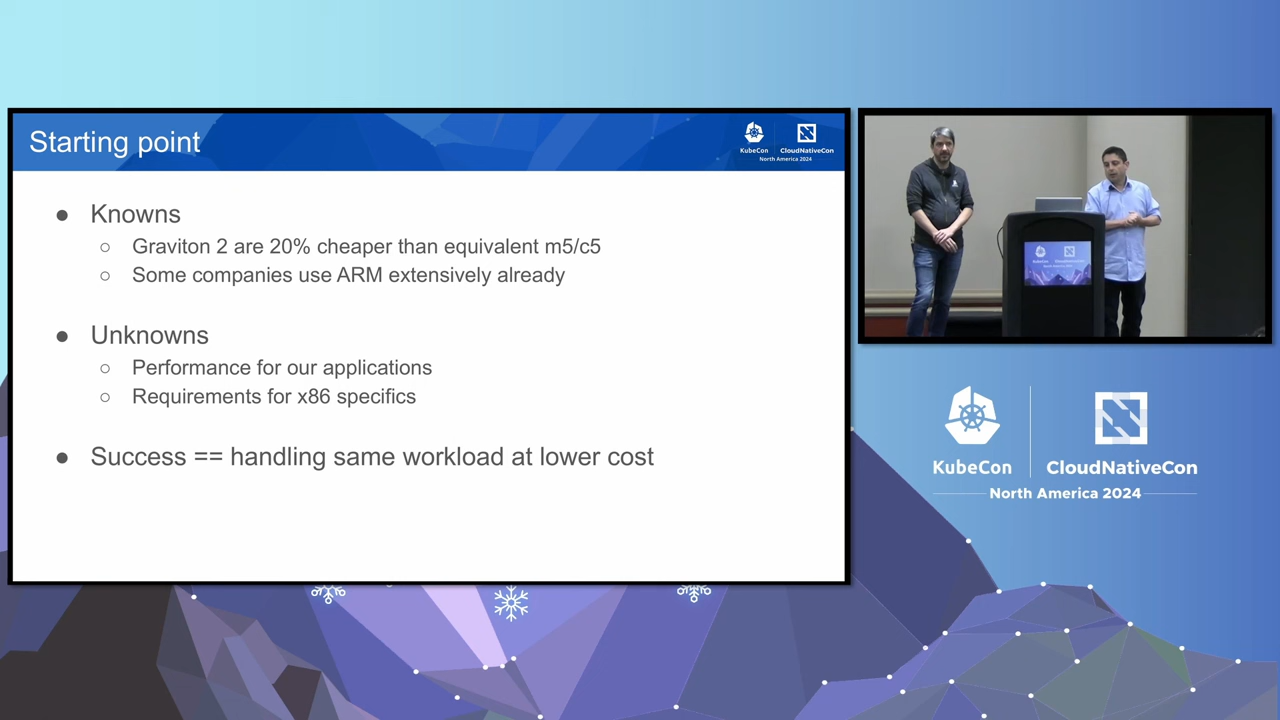 Starting point
KubeCon
CloudNativeCon
North America 2024
● Knowns
○ Graviton 2 are 20% cheaper than equivalent m5/c5
○ Some companies use ARM extensively already
● Unknowns
○ Performance for our applications
○ Requirements for x86 specifics
● Success == handling same workload at lower cost
KubeCon
CloudNativeCon
North America 2024